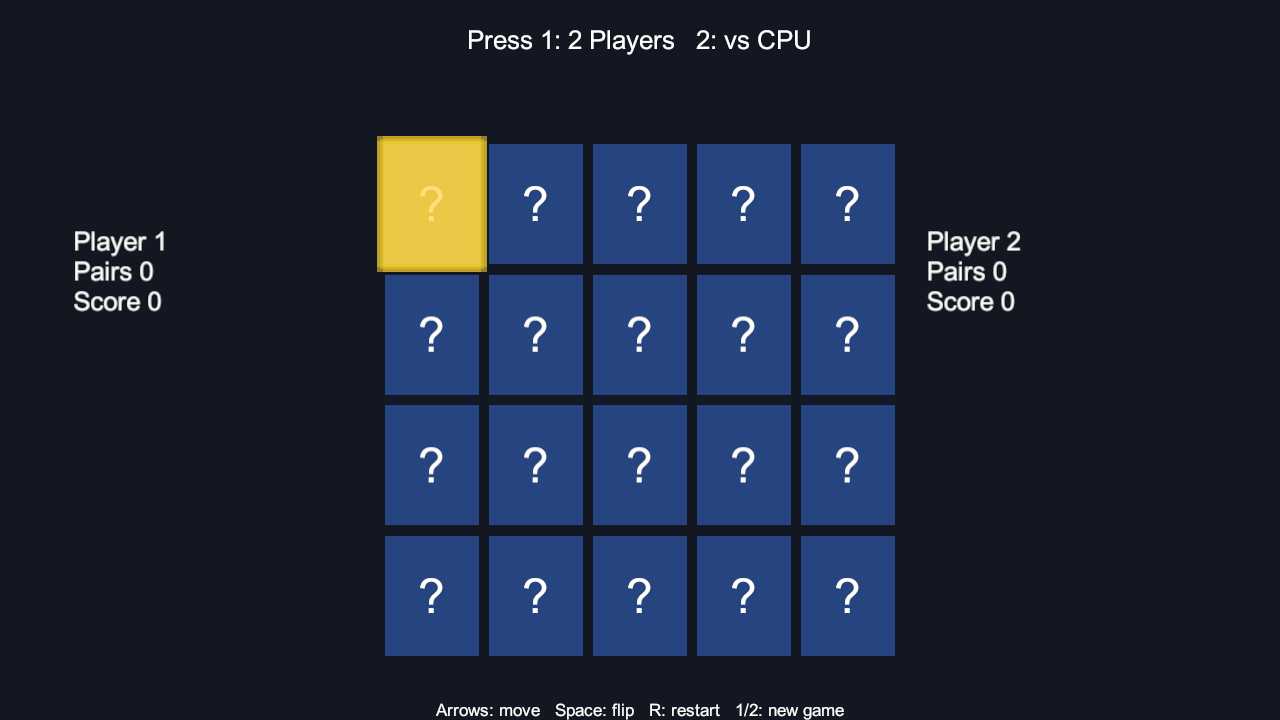 Press 1: 2 Players   2: vs CPU
Player 1
Pairs 0
Score 0
Player 2
Pairs 0
Score 0
? ? ? ? ?
? ? ? ? ?
? ? ? ? ?
? ? ? ? ?
Arrows: move   Space: flip   R: restart   1/2: new game